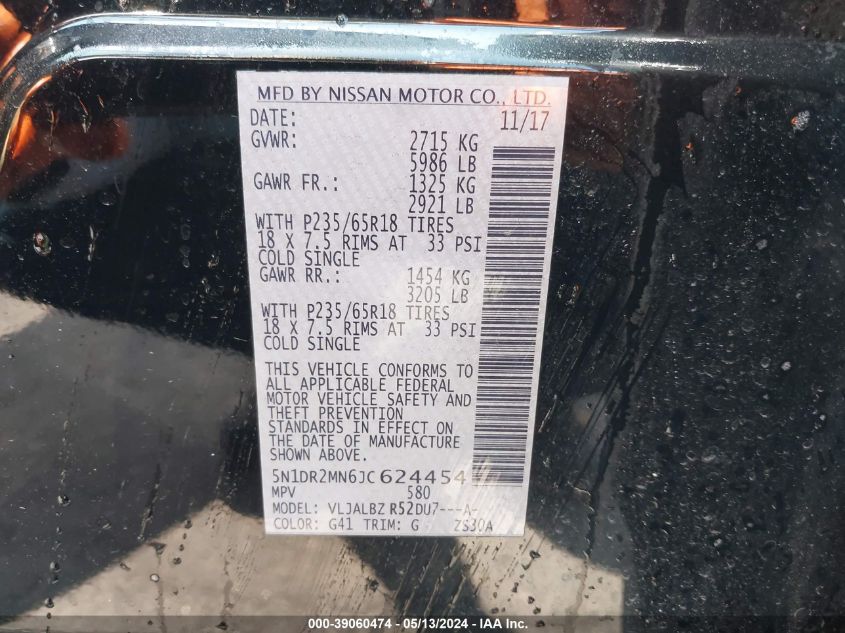 MFD BY NISSAN MOTOR CO., LTD.
DATE: 11/17
GVWR: 2715 KG
5986 LB
GAWR FR.: 1325 KG
2921 LB
WITH P235/65R18 TIRES
18 X 7.5 RIMS AT 33 PSI
COLD SINGLE
GAWR RR.: 1454 KG
3205 LB
WITH P235/65R18 TIRES
18 X 7.5 RIMS AT 33 PSI
COLD SINGLE
THIS VEHICLE CONFORMS TO
ALL APPLICABLE FEDERAL
MOTOR VEHICLE SAFETY AND
THEFT PREVENTION
STANDARDS IN EFFECT ON
THE DATE OF MANUFACTURE
SHOWN ABOVE.
5N1DR2MN6JC624454
MPV 580
MODEL: VLJALBZ R52DU7---A-
COLOR: G41 TRIM: G ZS30A
000-39060474 — 05/13/2024 — IAA Inc.